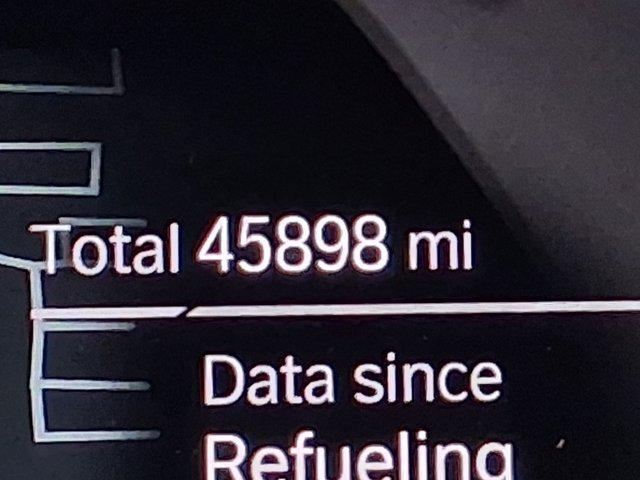 Total 45898 mi
Data since
Refueling